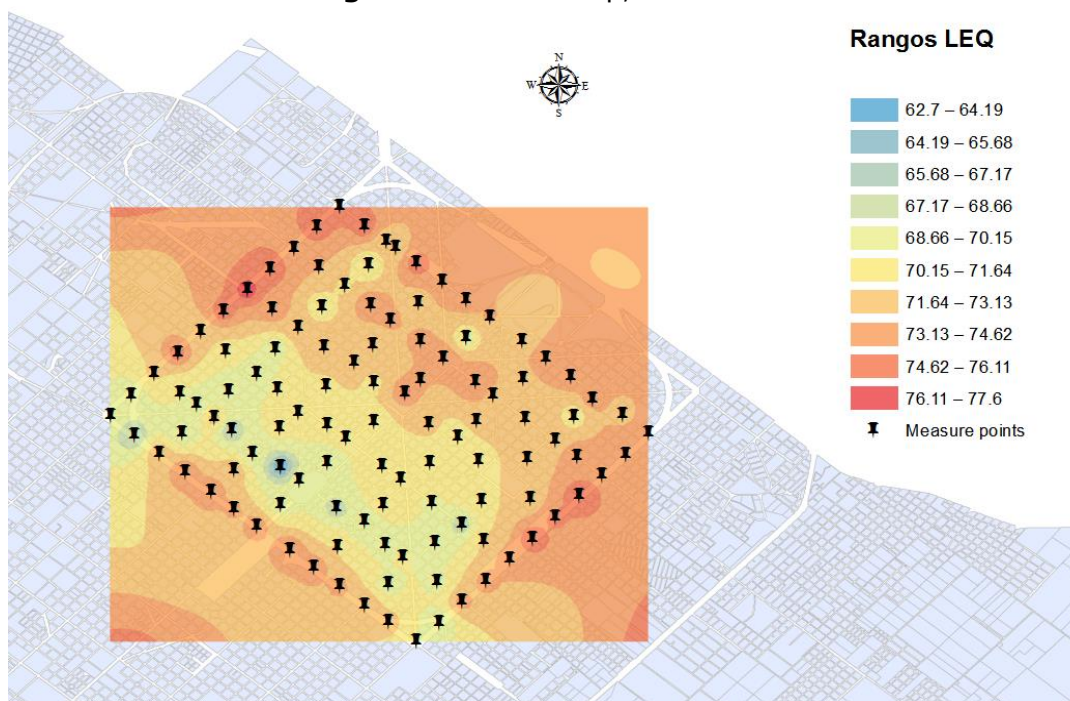 Rangos LEQ
N
W
E
S
62.7 – 64.19
64.19 – 65.68
65.68 – 67.17
67.17 – 68.66
68.66 – 70.15
70.15 – 71.64
71.64 – 73.13
73.13 – 74.62
74.62 – 76.11
76.11 – 77.6
Measure points